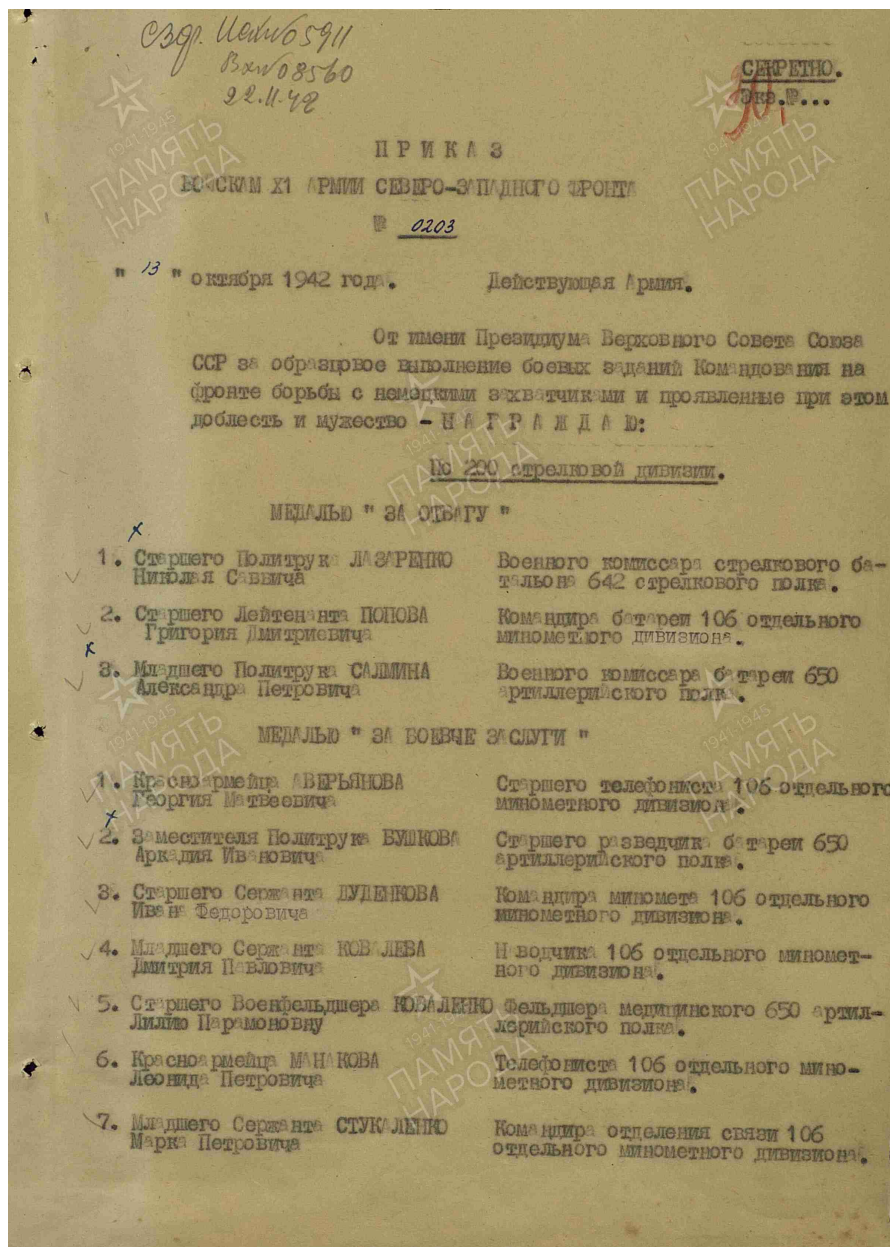 Исх№05911
Вх№08560
22.11.42
СЕКРЕТНО.
Экз.№...
ПРИКАЗ
ВОЙСКАМ X1 АРМИИ СЕВЕРО-ЗАПАДНОГО ФРОНТА
№ 0203
" 13 " октября 1942 года. Действующая Армия.
От имени Президиума Верховного Совета Союза
ССР за образцовое выполнение боевых заданий Командования на
фронте борьбы с немецкими захватчиками и проявленные при этом
доблесть и мужество - Н А Г Р А Ж Д А Ю:
По 200 стрелковой дивизии.
МЕДАЛЬЮ " ЗА ОТВАГУ "
1. Старшего Политрука ЛАЗАРЕНКО Военного комиссара стрелкового ба-
Николая Саввича тальона 642 стрелкового полка.
2. Старшего Лейтенанта ПОПОВА Командира батареи 106 отдельного
Григория Дмитриевича минометного дивизиона.
3. Младшего Политрука САЛМИНА Военного комиссара батареи 650
Александра Петровича артиллерийского полка.
МЕДАЛЬЮ " ЗА БОЕВЫЕ ЗАСЛУГИ "
1. Красноармейца АВЕРЬЯНОВА Старшего телефониста 106 отдельного
Георгия Матвеевича минометного дивизиона.
2. Заместителя Политрука БУШКОВА Старшего разведчика батареи 650
Аркадия Ивановича артиллерийского полка.
3. Старшего Сержанта ДУДЕНКОВА Командира миномета 106 отдельного
Ивана Федоровича минометного дивизиона.
4. Младшего Сержанта КОВАЛЕВА Наводчика 106 отдельного миномет-
Дмитрия Павловича ного дивизиона.
5. Старшего Военфельдшера КОВАЛЕНКО Фельдшера медицинского 650 артил-
Лилию Парамоновну лерийского полка.
6. Красноармейца МАНАКОВА Телефониста 106 отдельного мино-
Леонида Петровича метного дивизиона.
7. Младшего Сержанта СТУКАЛЕНКО Командира отделения связи 106
Марка Петровича отдельного минометного дивизиона.
1941-1945
ПАМЯТЬ
НАРОДА